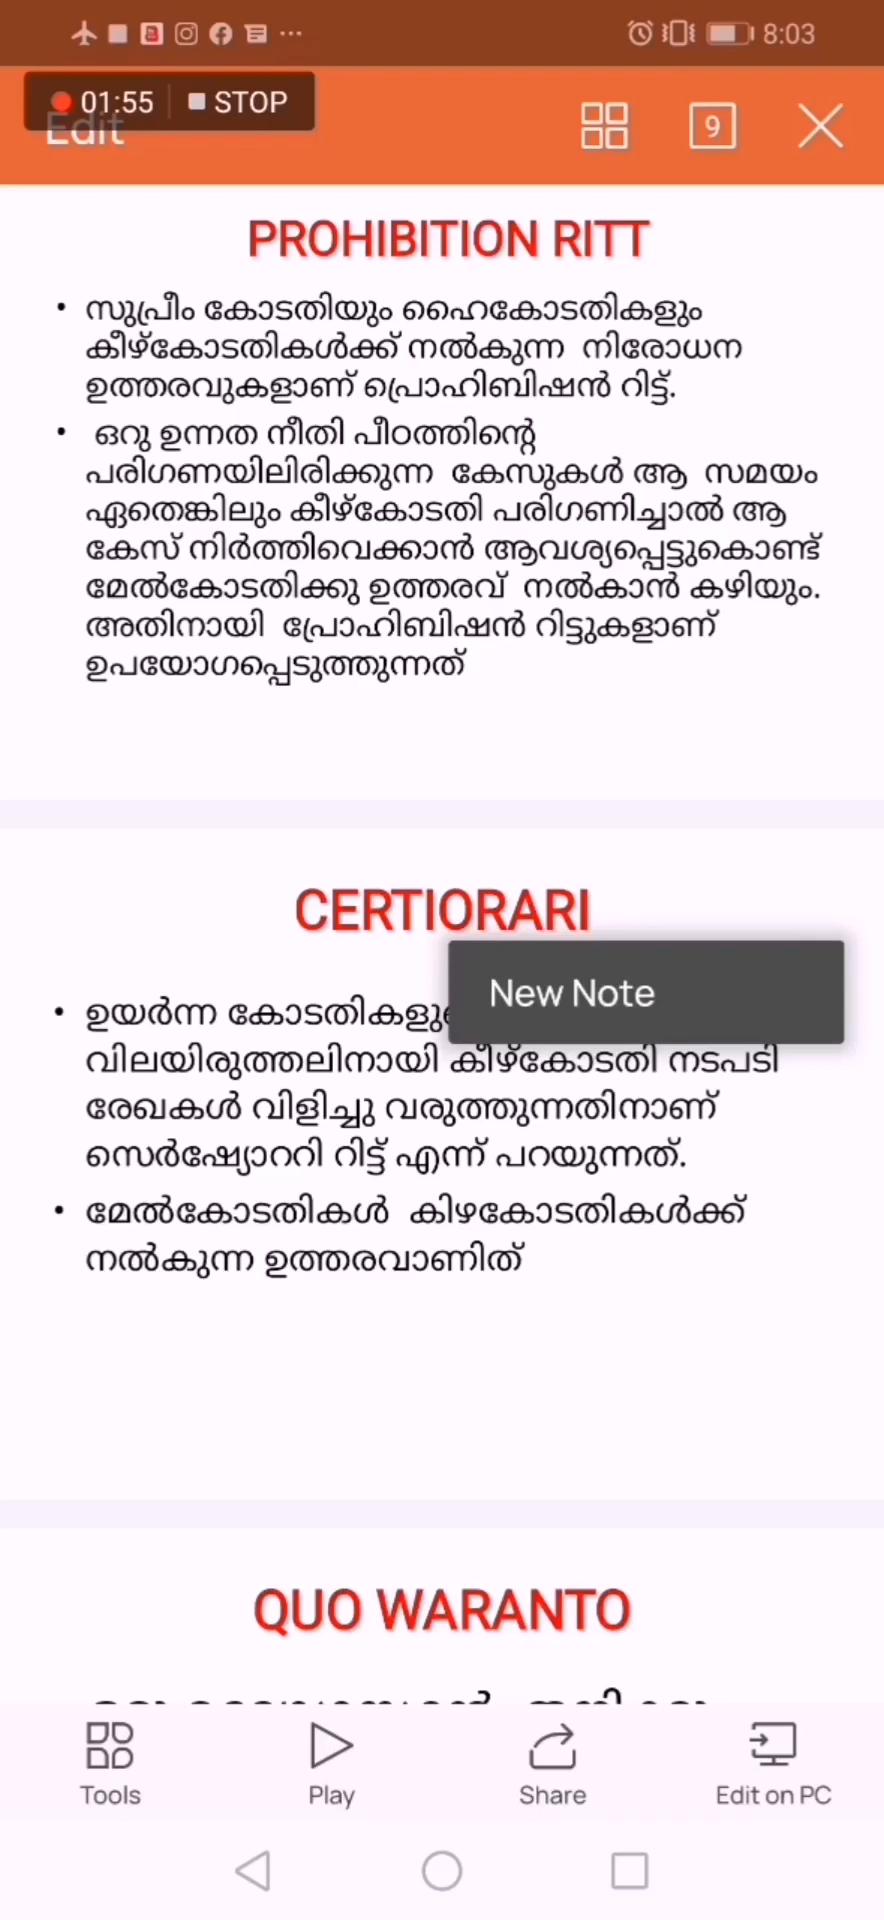 8:03
01:55 STOP
Edit
9
PROHIBITION RITT
• സുപ്രീം കോടതിയും ഹൈകോടതികളും
കീഴ്കോടതികൾക്ക് നൽകുന്ന നിരോധന
ഉത്തരവുകളാണ് പ്രൊഹിബിഷൻ റിട്ട്.
• ഒറു ഉന്നത നീതി പീഠത്തിന്റെ
പരിഗണയിലിരിക്കുന്ന കേസുകൾ ആ സമയം
ഏതെങ്കിലും കീഴ്കോടതി പരിഗണിച്ചാൽ ആ
കേസ് നിർത്തിവെക്കാൻ ആവശ്യപ്പെട്ടുകൊണ്ട്
മേൽകോടതിക്കു ഉത്തരവ് നൽകാൻ കഴിയും.
അതിനായി പ്രോഹിബിഷൻ റിട്ടുകളാണ്
ഉപയോഗപ്പെടുത്തുന്നത്
CERTIORARI
New Note
• ഉയർന്ന
വിലയിരുത്തലിനായി കീഴ്കോടതി നടപടി
രേഖകൾ വിളിച്ചു വരുത്തുന്നതിനാണ്
സെർഷ്യോററി റിട്ട് എന്ന് പറയുന്നത്.
• മേൽകോടതികൾ കിഴകോടതികൾക്ക്
നൽകുന്ന ഉത്തരവാണിത്
QUO WARANTO
Tools Play Share Edit on PC